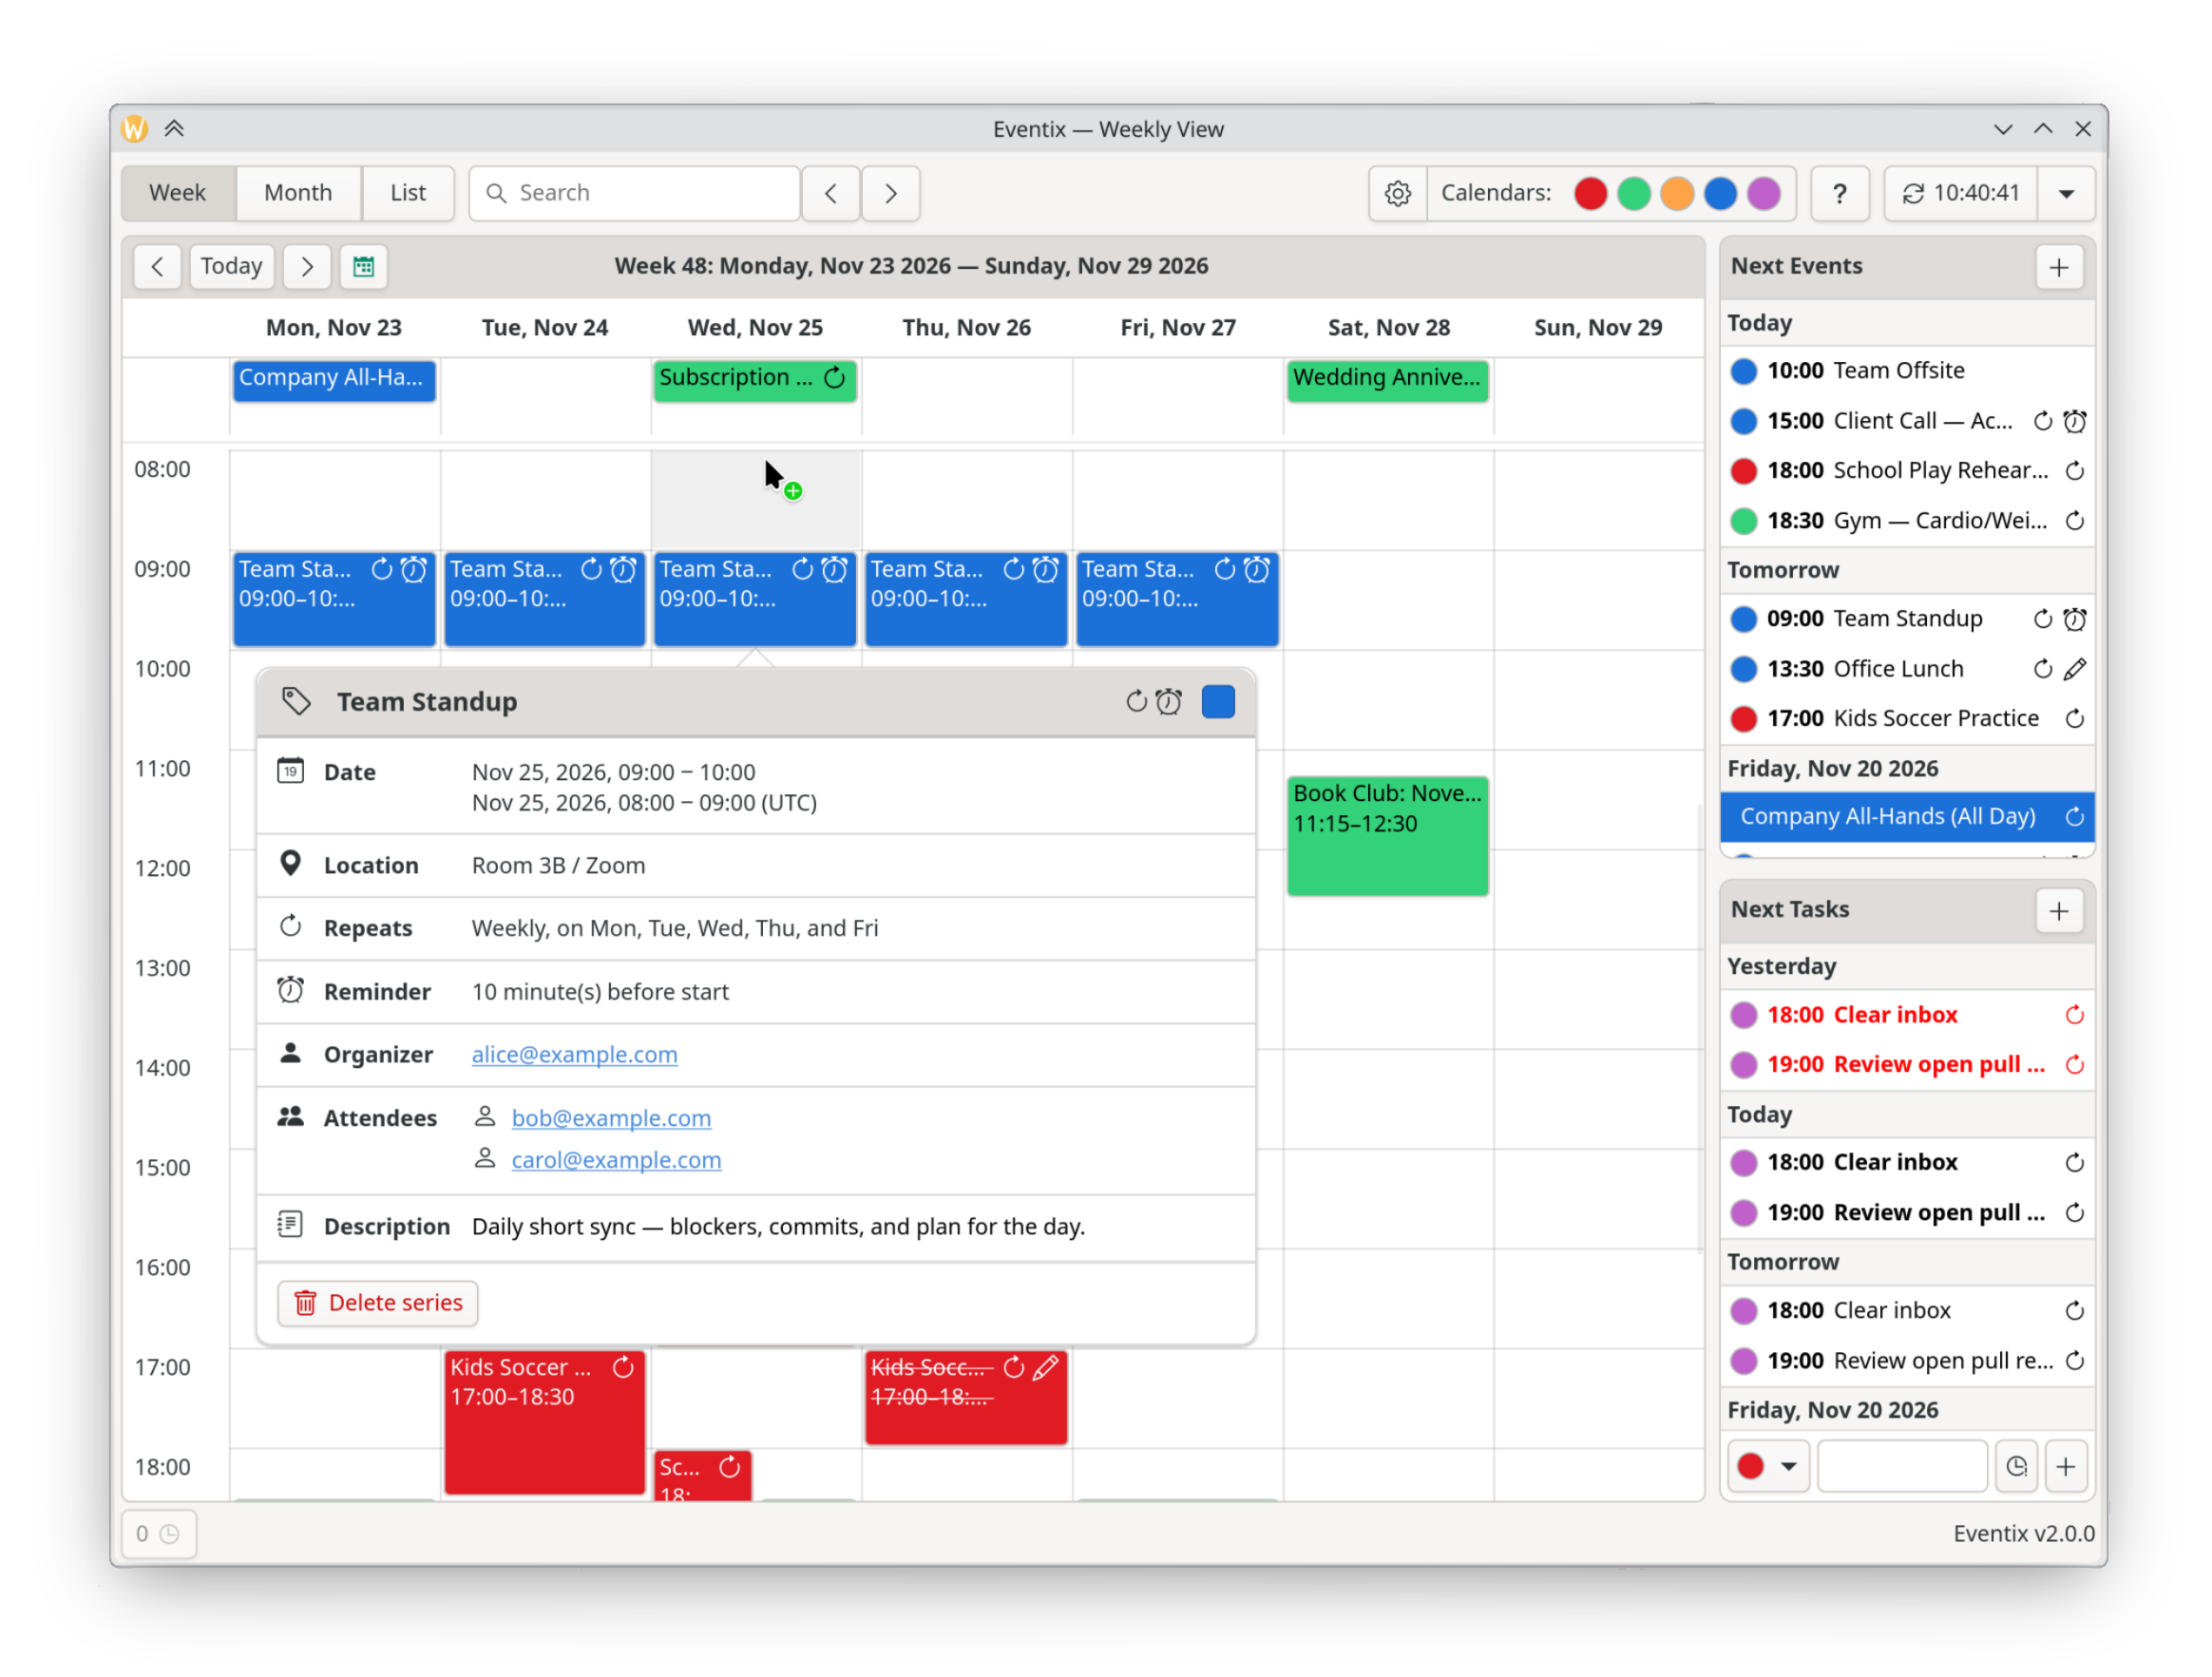 Eventix — Weekly View
Week Month List Search Calendars: ? 10:40:41
Today Week 48: Monday, Nov 23 2026 — Sunday, Nov 29 2026
Mon, Nov 23 Tue, Nov 24 Wed, Nov 25 Thu, Nov 26 Fri, Nov 27 Sat, Nov 28 Sun, Nov 29
Company All-Ha... Subscription ... Wedding Annive...
08:00
09:00 Team Sta... Team Sta... Team Sta... Team Sta... Team Sta...
09:00–10:... 09:00–10:... 09:00–10:... 09:00–10:... 09:00–10:...
10:00
Team Standup
19 Date Nov 25, 2026, 09:00 – 10:00
Nov 25, 2026, 08:00 – 09:00 (UTC)
Location Room 3B / Zoom
Repeats Weekly, on Mon, Tue, Wed, Thu, and Fri
Reminder 10 minute(s) before start
Organizer alice@example.com
Attendees bob@example.com
carol@example.com
Description Daily short sync — blockers, commits, and plan for the day.
Delete series
11:00
Book Club: Nove...
11:15–12:30
12:00
13:00
14:00
15:00
16:00
17:00 Kids Soccer ... Kids Socc...
17:00–18:30 17:00–18:...
18:00 Sc...
18:
Next Events
Today
10:00 Team Offsite
15:00 Client Call — Ac...
18:00 School Play Rehear...
18:30 Gym — Cardio/Wei...
Tomorrow
09:00 Team Standup
13:30 Office Lunch
17:00 Kids Soccer Practice
Friday, Nov 20 2026
Company All-Hands (All Day)
Next Tasks
Yesterday
18:00 Clear inbox
19:00 Review open pull ...
Today
18:00 Clear inbox
19:00 Review open pull ...
Tomorrow
18:00 Clear inbox
19:00 Review open pull re...
Friday, Nov 20 2026
0
Eventix v2.0.0